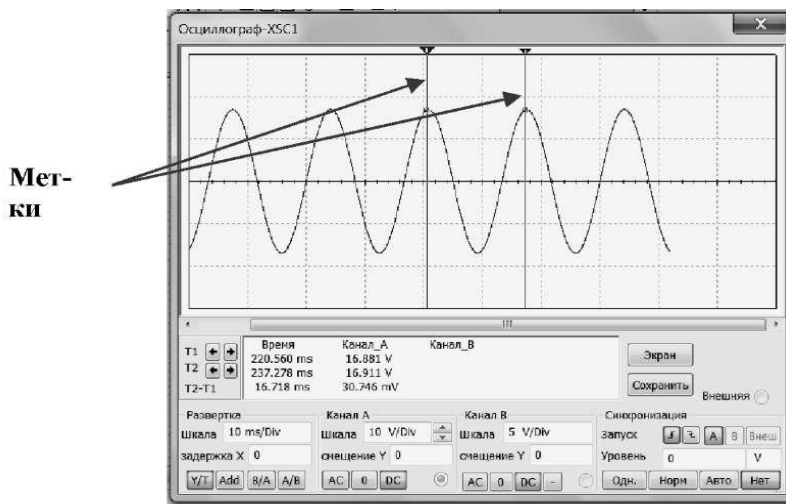 Осциллограф-XSC1
Мет-
ки
Время Канал_A Канал_B
T1 220.560 ms 16.881 V
T2 237.278 ms 16.911 V
T2-T1 16.718 ms 30.746 mV
Экран
Сохранить
Внешняя
Развертка Канал A Канал B Синхронизация
Шкала 10 ms/Div Шкала 10 V/Div Шкала 5 V/Div Запуск A B Внеш
задержка X 0 смещение Y 0 смещение Y 0 Уровень 0 V
Y/T Add B/A A/B AC 0 DC AC 0 DC - Одн. Норм Авто Нет